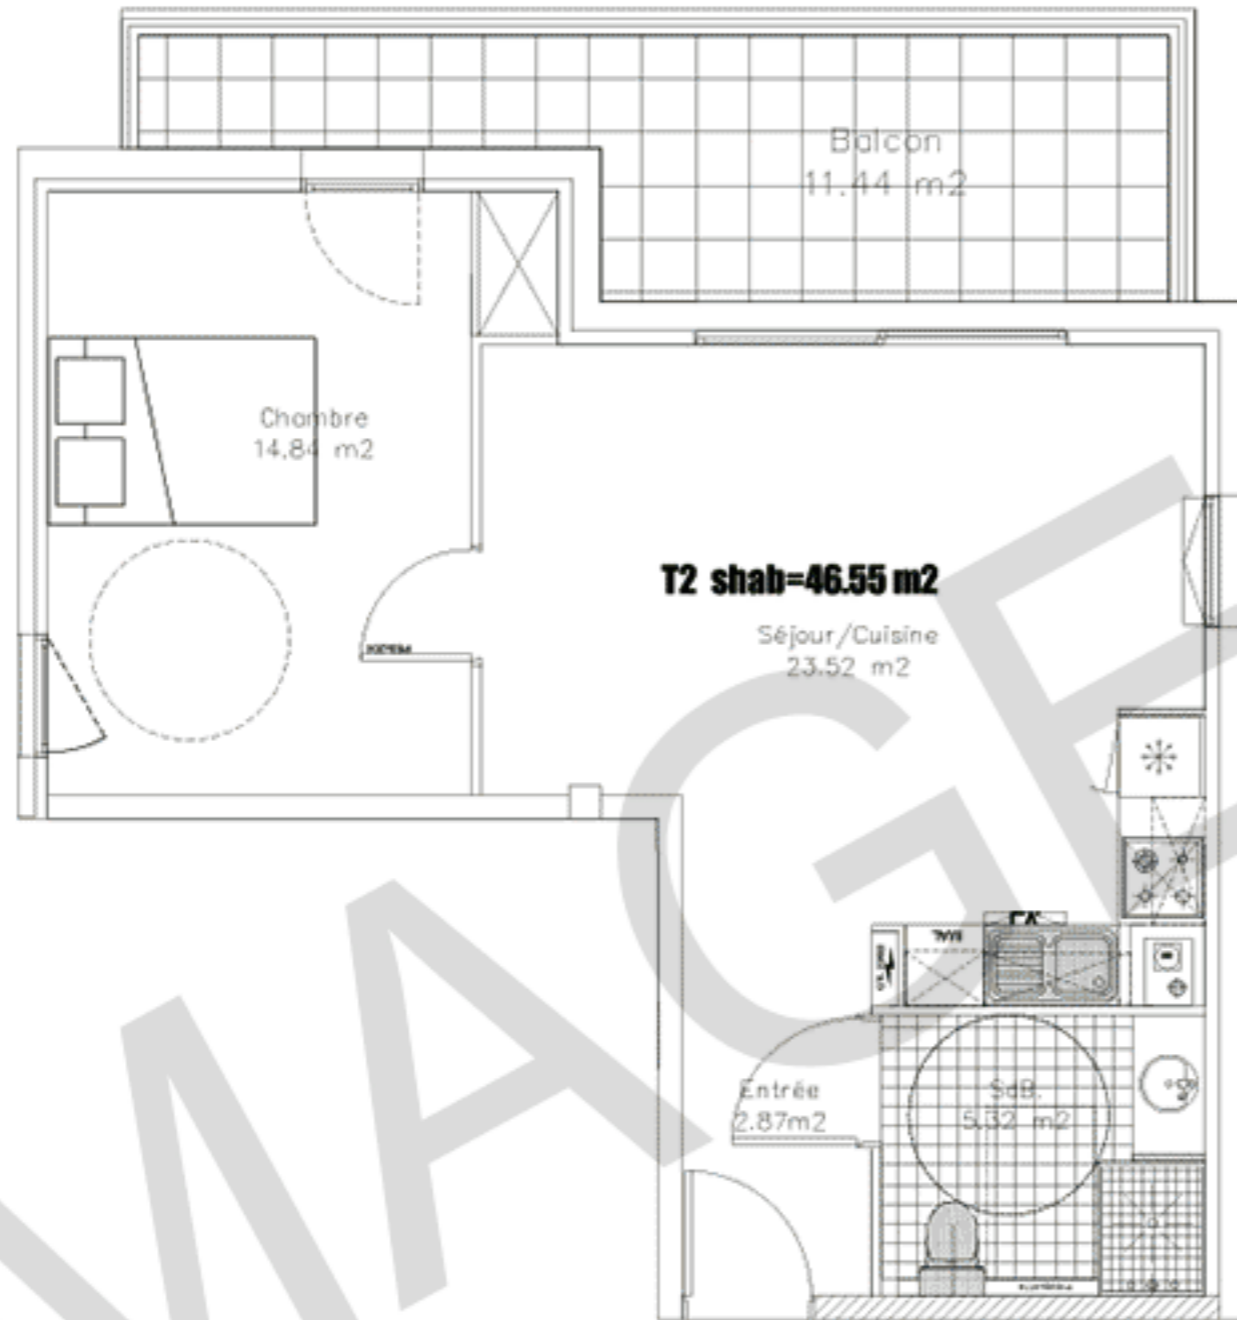 Balcon
11.44 m2
Chambre
14.84 m2
T2 shab=46.55 m2
Séjour/Cuisine
23.52 m2
Entrée
2.87m2
SdB.
5.32 m2
MAGE